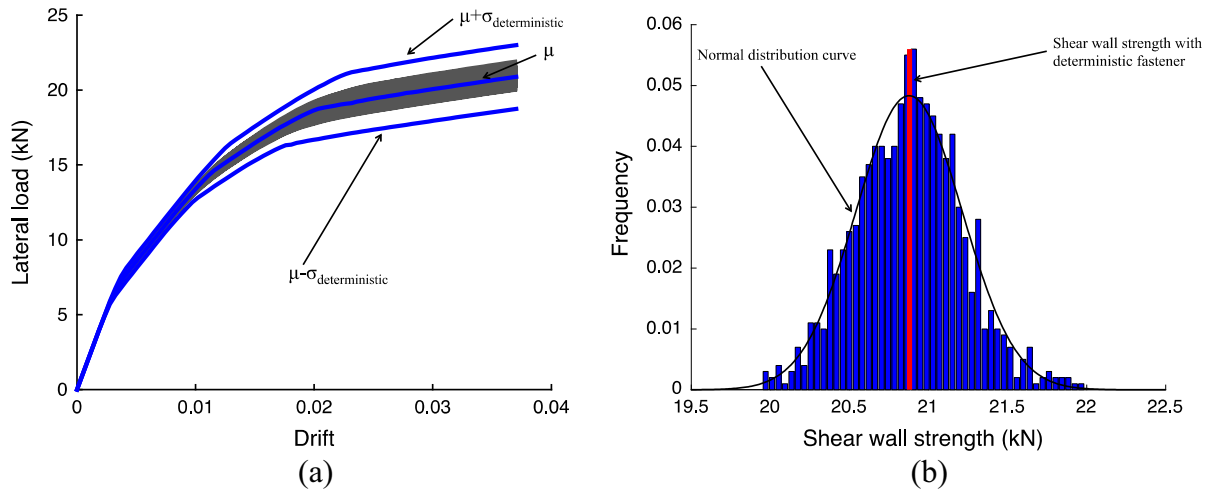 25
20
15
10
5
0
Lateral load (kN)
0
0.01
0.02
0.03
0.04
Drift
μ+σdeterministic
μ
μ-σdeterministic
(a)
0.06
0.05
0.04
0.03
0.02
0.01
0
Frequency
19.5
20
20.5
21
21.5
22
22.5
Shear wall strength (kN)
Normal distribution curve
Shear wall strength with
deterministic fastener
(b)